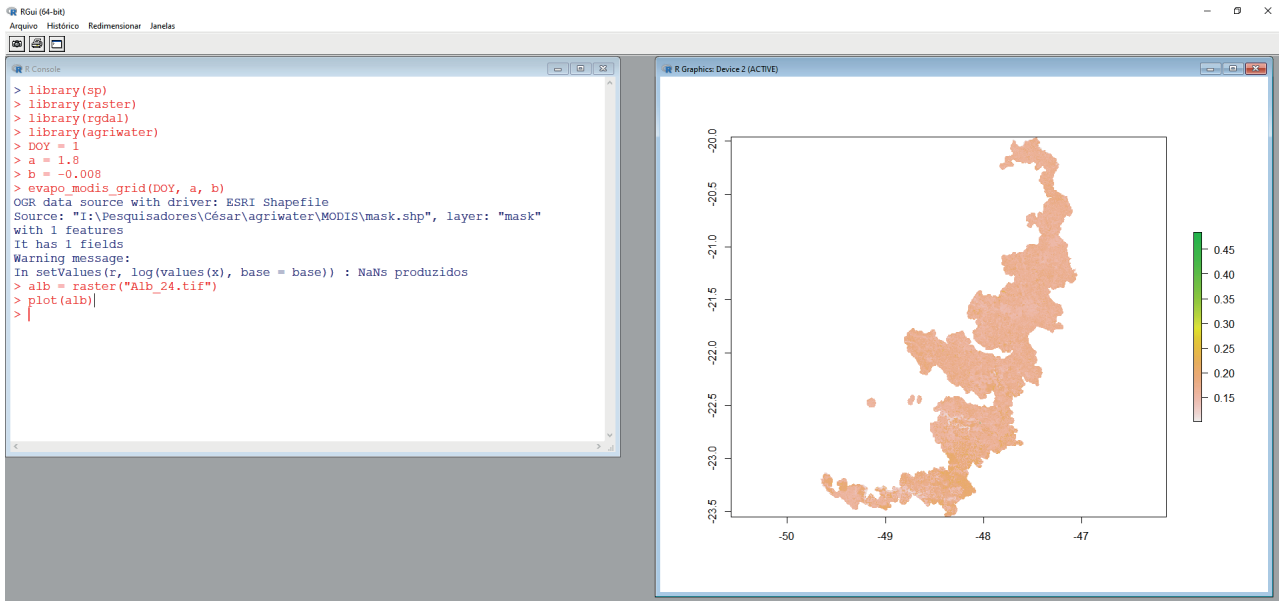 RGui (64-bit)
Arquivo Histórico Redimensionar Janelas
R Console
> library(sp)
> library(raster)
> library(rgdal)
> library(agriwater)
> DOY = 1
> a = 1.8
> b = -0.008
> evapo_modis_grid(DOY, a, b)
OGR data source with driver: ESRI Shapefile
Source: "I:\Pesquisadores\César\agriwater\MODIS\mask.shp", layer: "mask"
with 1 features
It has 1 fields
Warning message:
In setValues(r, log(values(x), base = base)) : NaNs produzidos
> alb = raster("Alb_24.tif")
> plot(alb)
>
R Graphics: Device 2 (ACTIVE)
-20.0
-20.5
-21.0
-21.5
-22.0
-22.5
-23.0
-23.5
-50 -49 -48 -47
0.45
0.40
0.35
0.30
0.25
0.20
0.15